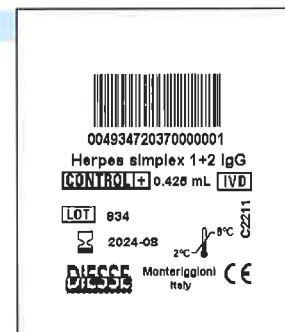 004934720370000001
Herpes simplex 1+2 IgG
CONTROL + 0.425 mL IVD
LOT 834
2024-08
8°C
2°C
C2211
DIESSE Monteriggioni Italy CE